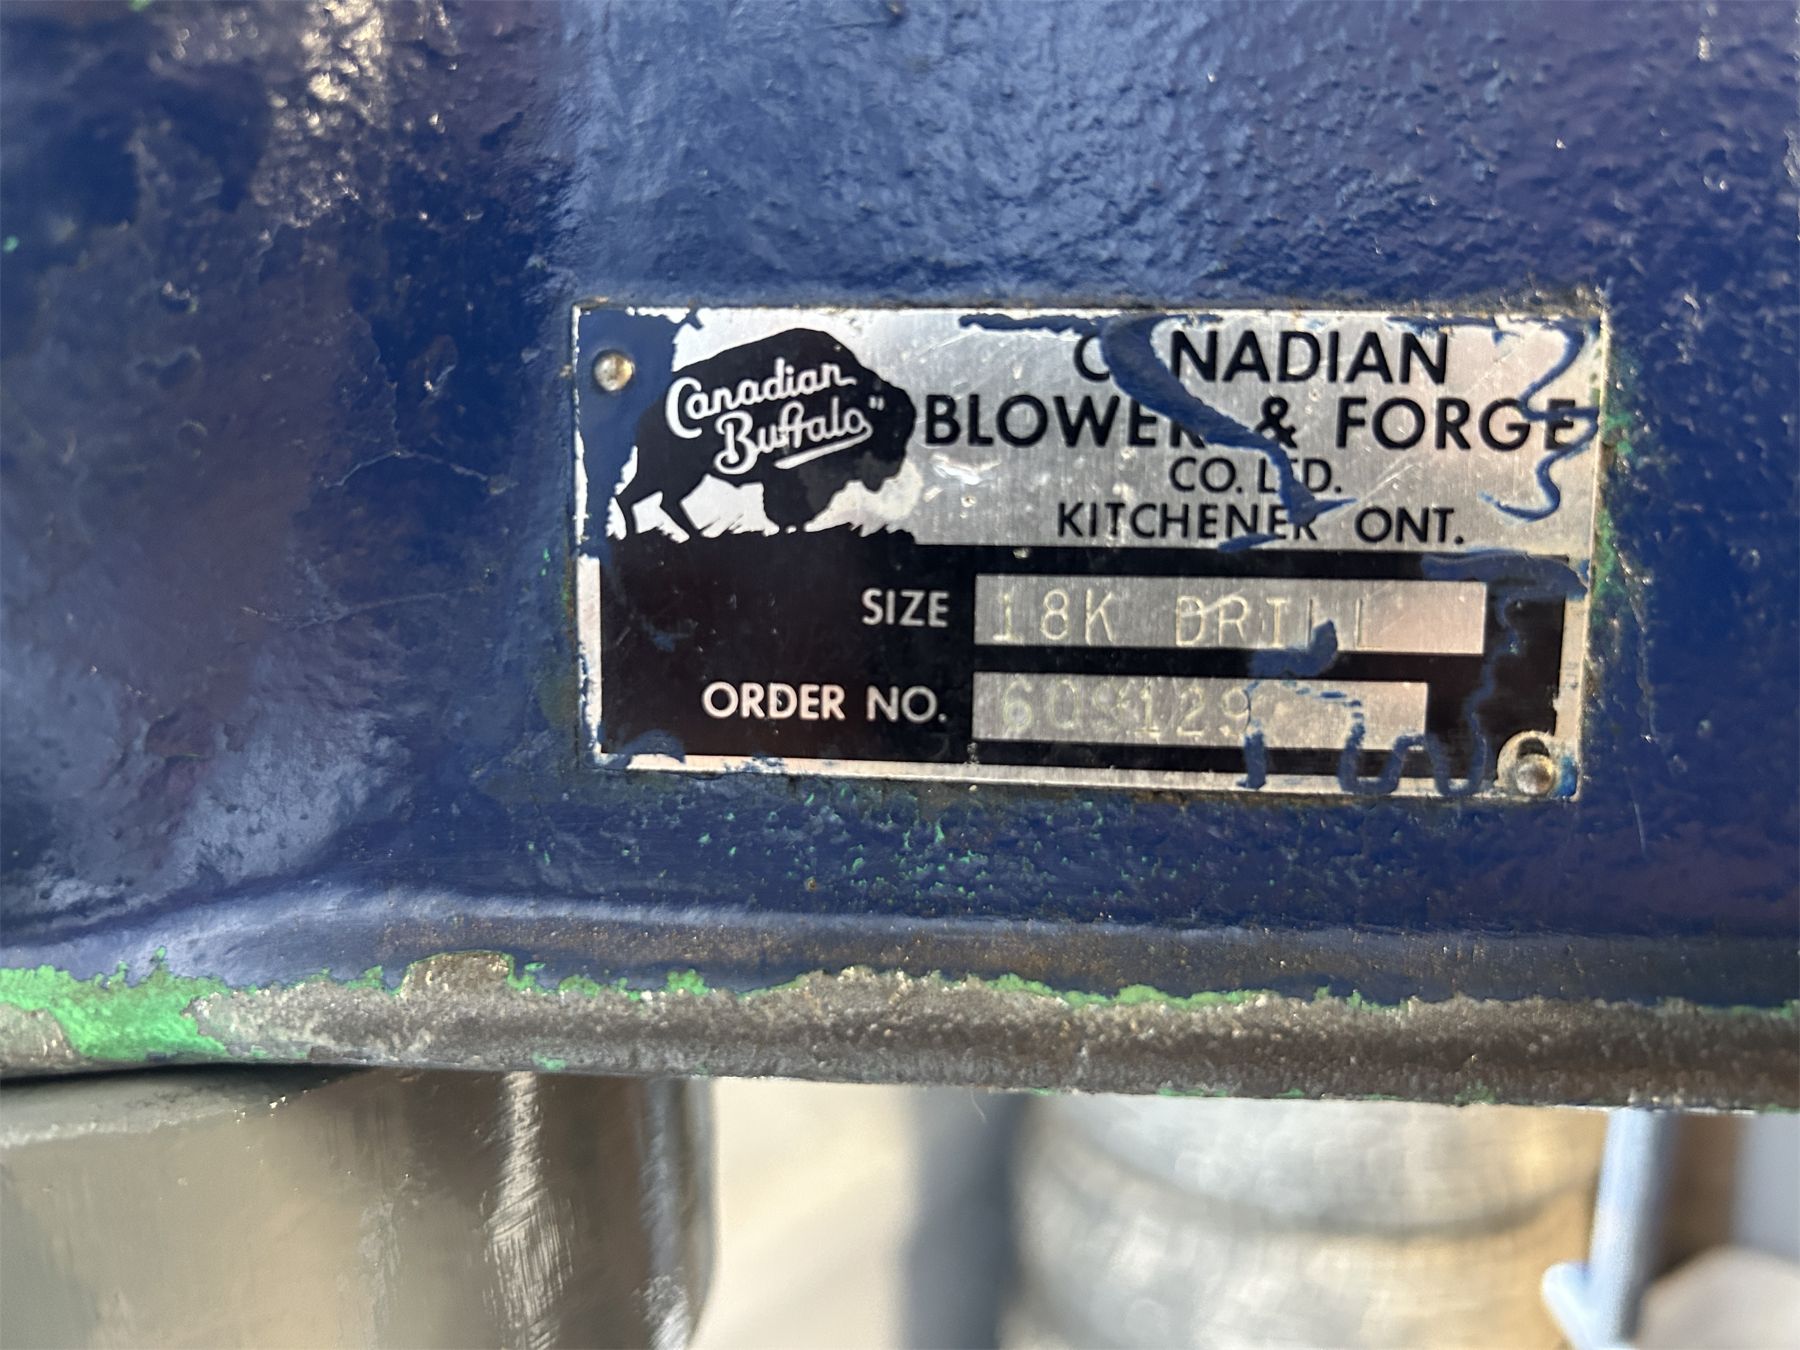 "Canadian
Buffalo"
CANADIAN
BLOWER & FORGE
CO. LTD.
KITCHENER ONT.
SIZE 18K DRILL
ORDER NO.